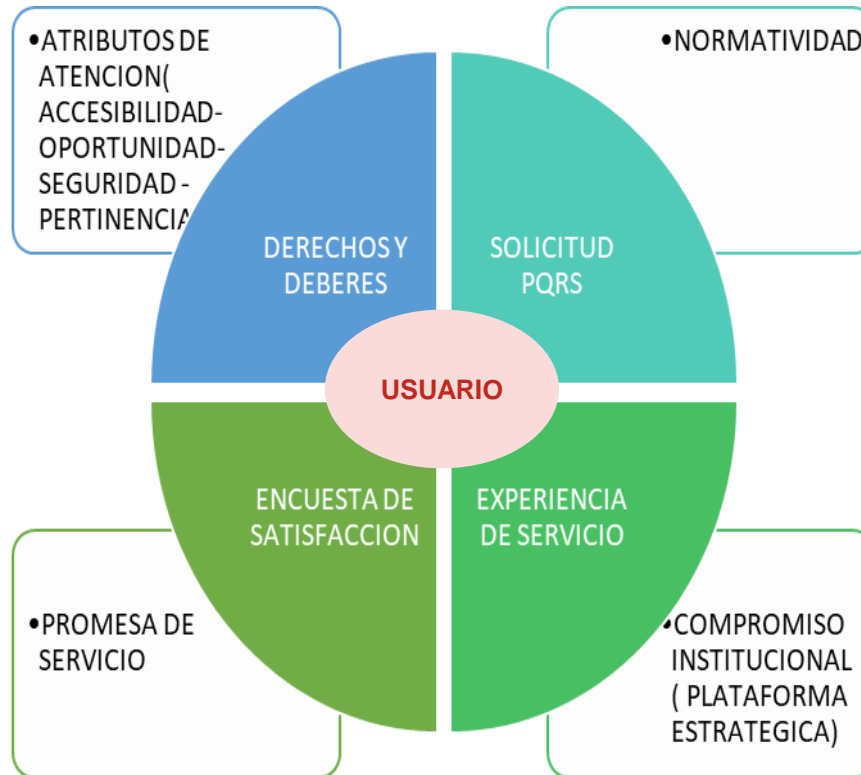 •ATRIBUTOS DE
ATENCION(
ACCESIBILIDAD-
OPORTUNIDAD-
SEGURIDAD -
PERTINENCIA
•NORMATIVIDAD
DERECHOS Y
DEBERES
SOLICITUD
PQRS
USUARIO
ENCUESTA DE
SATISFACCION
EXPERIENCIA
DE SERVICIO
•PROMESA DE
SERVICIO
•COMPROMISO
INSTITUCIONAL
( PLATAFORMA
ESTRATEGICA)